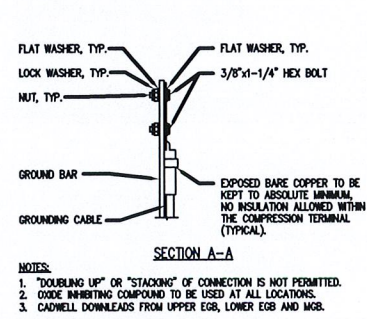 FLAT WASHER, TYP.
FLAT WASHER, TYP.
LOCK WASHER, TYP.
3/8"x1-1/4" HEX BOLT
NUT, TYP.
GROUND BAR
EXPOSED BARE COPPER TO BE
KEPT TO ABSOLUTE MINIMUM,
NO INSULATION ALLOWED WITHIN
THE COMPRESSION TERMINAL
(TYPICAL).
GROUNDING CABLE
SECTION A-A
NOTES:
1. "DOUBLING UP" OR "STACKING" OF CONNECTION IS NOT PERMITTED.
2. OXIDE INHIBITING COMPOUND TO BE USED AT ALL LOCATIONS.
3. CADWELL DOWNLEADS FROM UPPER EGB, LOWER EGB AND MGB.